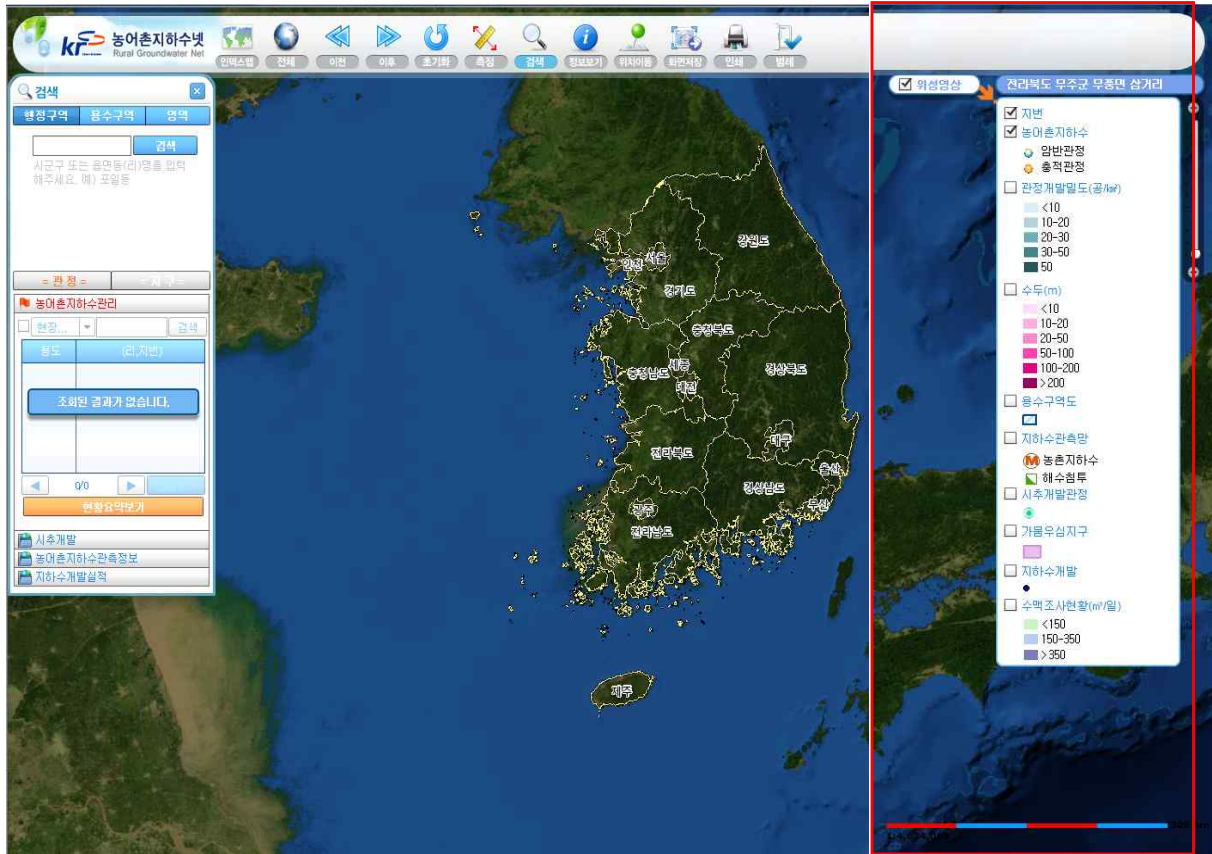 농어촌지하수넷
Rural Groundwater Net
인덱스맵 전체 이전 이후 초기화 측정 검색 정보보기 위치이동 화면저장 인쇄 범례
검색
행정구역 용수구역 영역
검색
시군구 또는 읍면동(리)명를 입력
해주세요. 예) 포일동
= 관 정 = = 지 구 =
농어촌지하수관리
현장... 검색
용도 (리,지번)
조회된 결과가 없습니다.
0/0
현황요약보기
시추개발
농어촌지하수관측정보
지하수개발실적
강원도
서울
인천
경기도
충청북도
세종
충청남도
대전
경상북도
대구
전라북도
울산
경상남도
부산
광주
전라남도
제주
위성영상
전라북도 무주군 무풍면 삼거리
지번
농어촌지하수
암반관정
충적관정
관정개발밀도(공/㎢)
<10
10-20
20-30
30-50
50
수두(m)
<10
10-20
20-50
50-100
100-200
>200
용수구역도
지하수관측망
농촌지하수
해수침투
시추개발관정
가뭄우심지구
지하수개발
수맥조사현황(㎥/일)
<150
150-350
>350